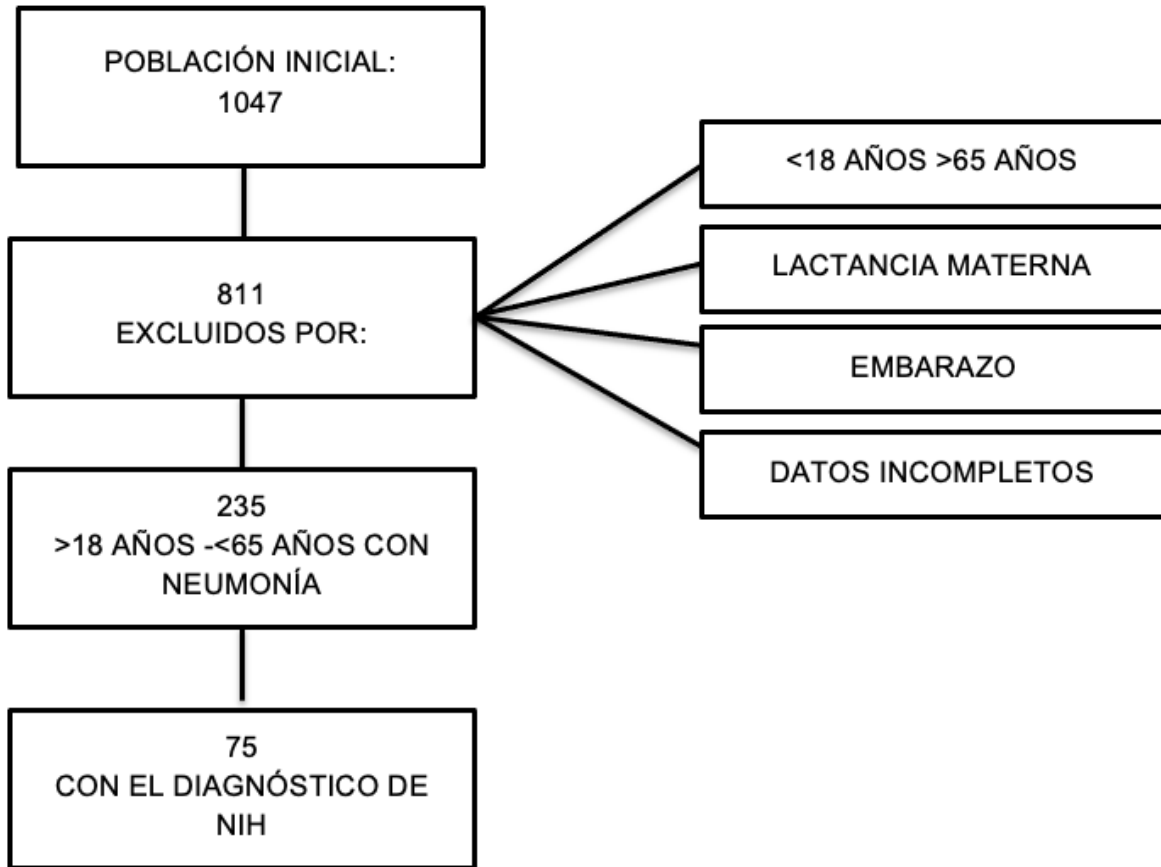 POBLACIÓN INICIAL:
1047
811
EXCLUIDOS POR:
<18 AÑOS >65 AÑOS
LACTANCIA MATERNA
EMBARAZO
DATOS INCOMPLETOS
235
>18 AÑOS -<65 AÑOS CON
NEUMONÍA
75
CON EL DIAGNÓSTICO DE
NIH